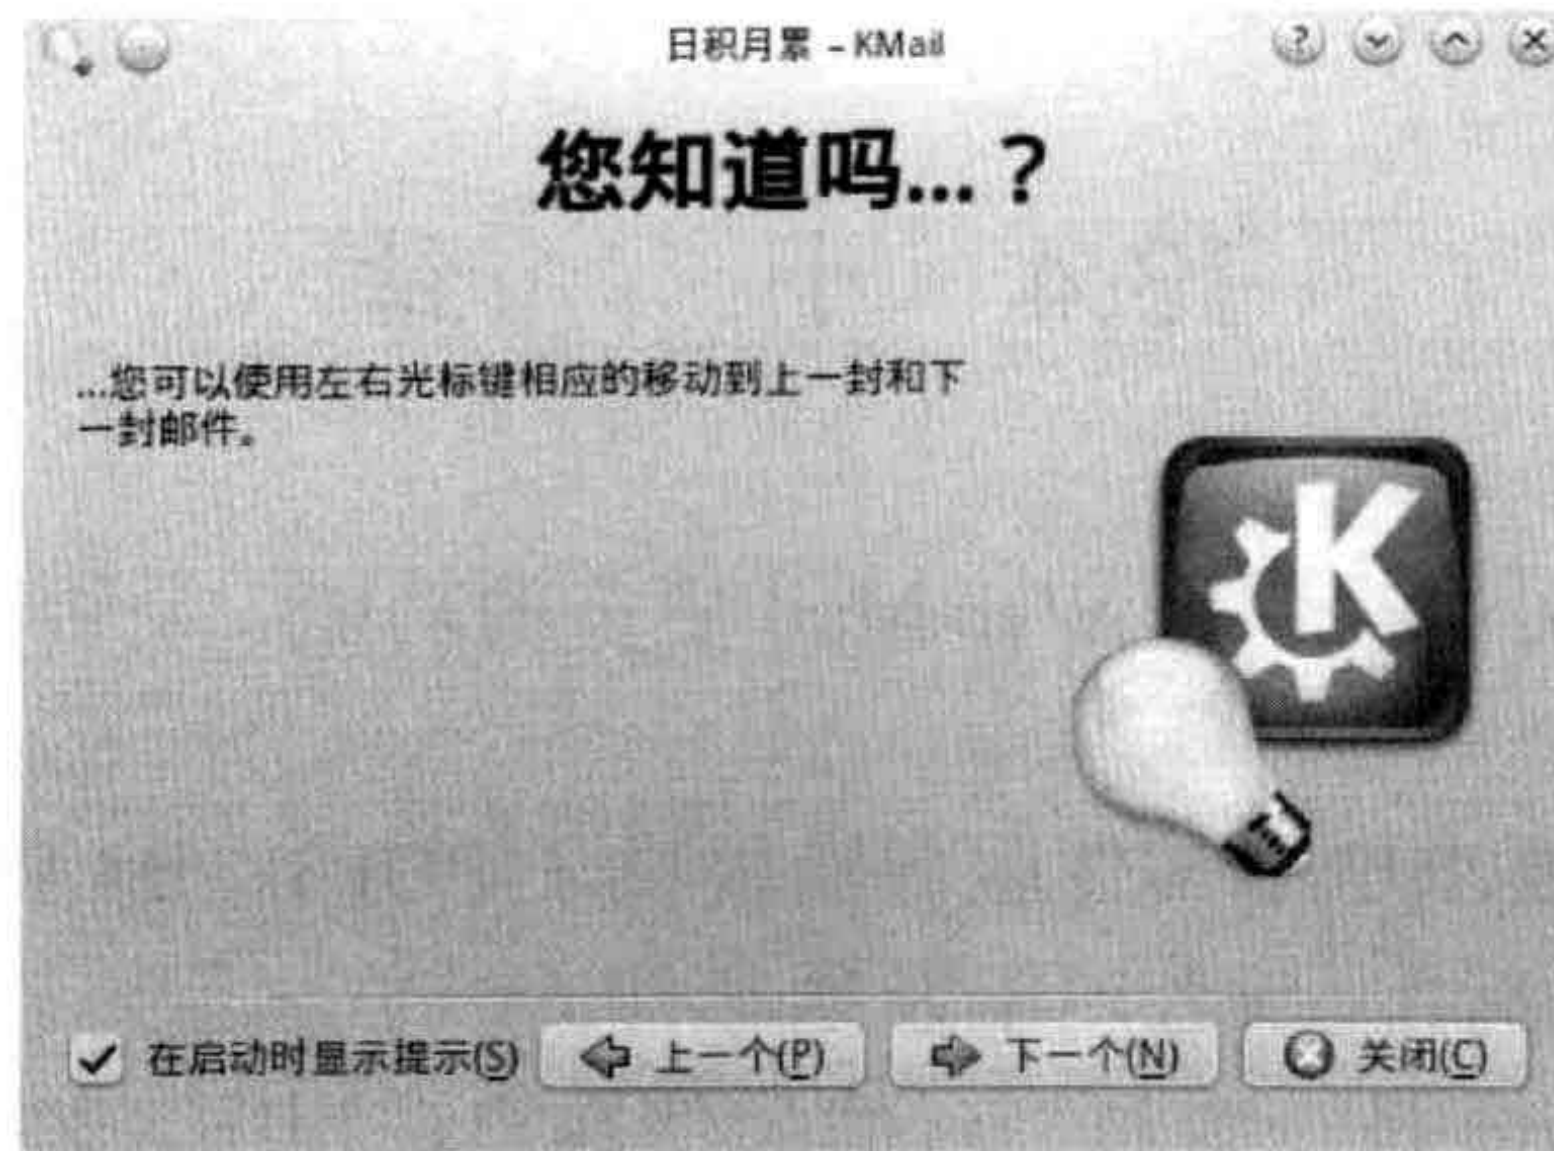 日积月累 – KMail
您知道吗...？
...您可以使用左右光标键相应的移动到上一封和下
一封邮件。
K
在启动时显示提示(S) 上一个(P) 下一个(N) 关闭(C)